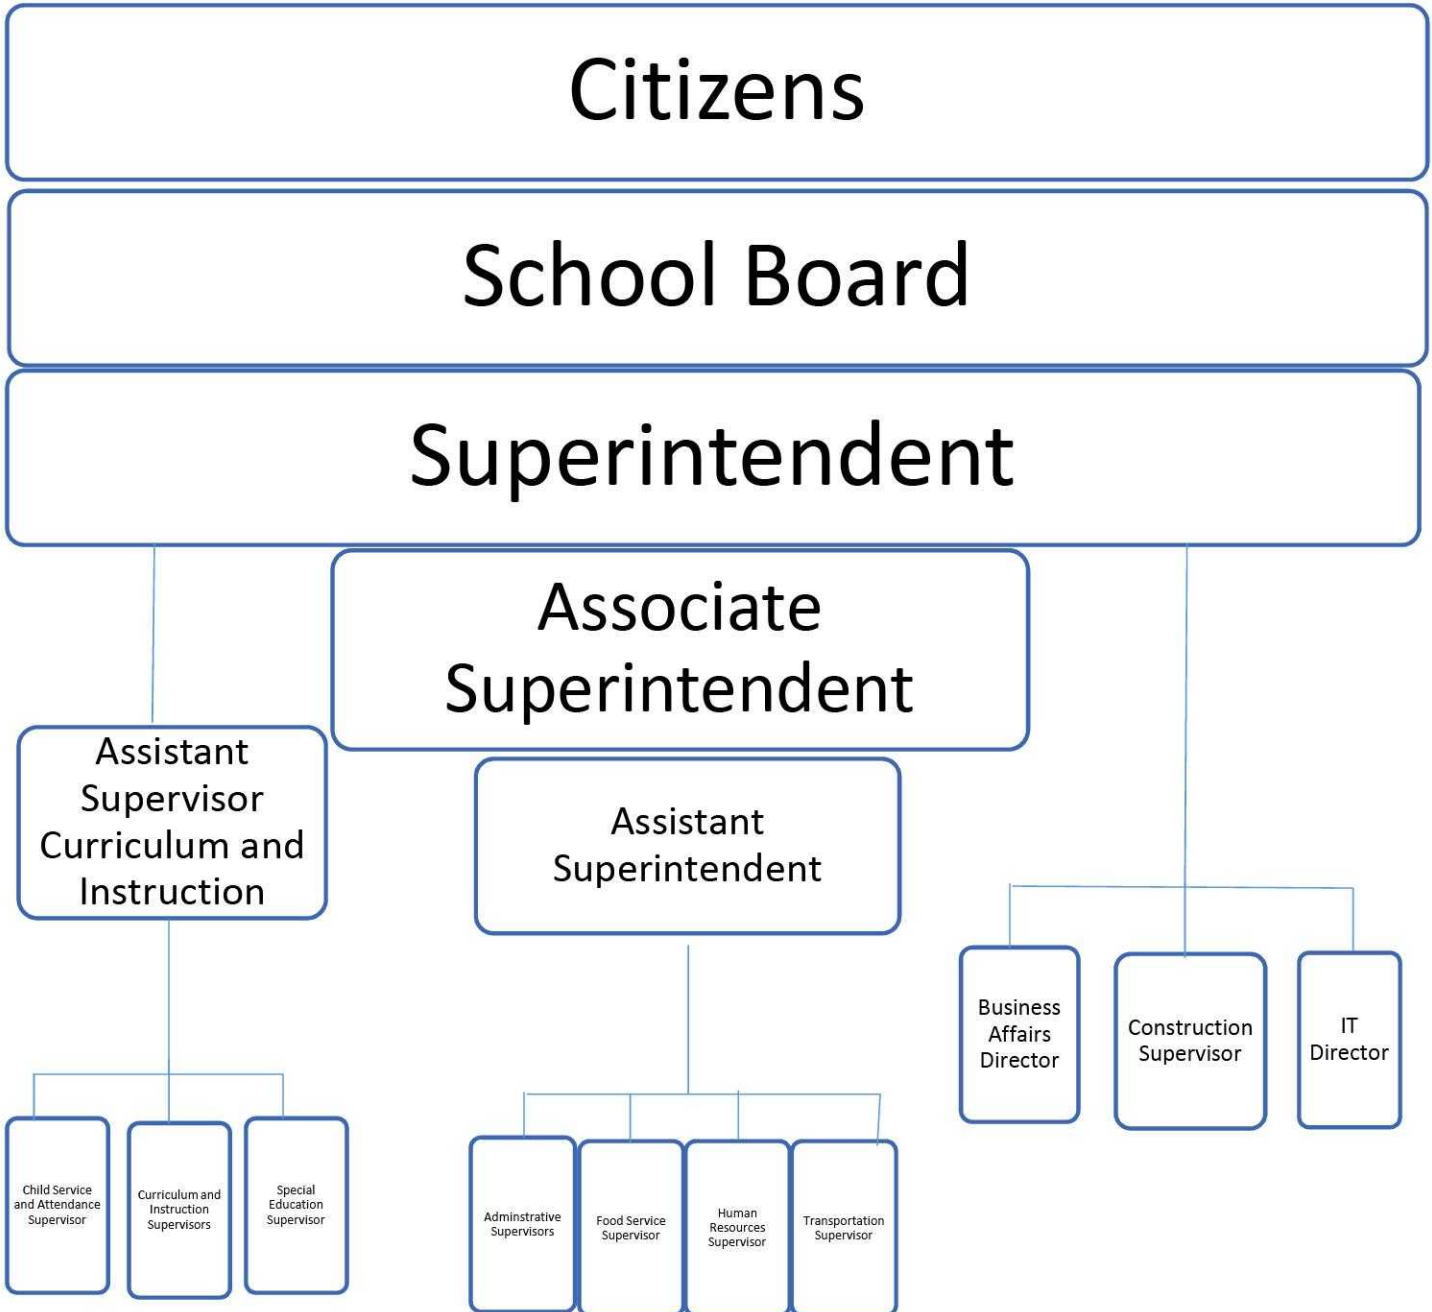 Citizens
School Board
Superintendent
Associate
Superintendent
Assistant
Supervisor
Curriculum and
Instruction
Assistant
Superintendent
Business
Affairs
Director
Construction
Supervisor
IT
Director
Child Service
and Attendance
Supervisor
Curriculum and
Instruction
Supervisors
Special
Education
Supervisor
Adminstrative
Supervisors
Food Service
Supervisor
Human
Resources
Supervisor
Transportation
Supervisor